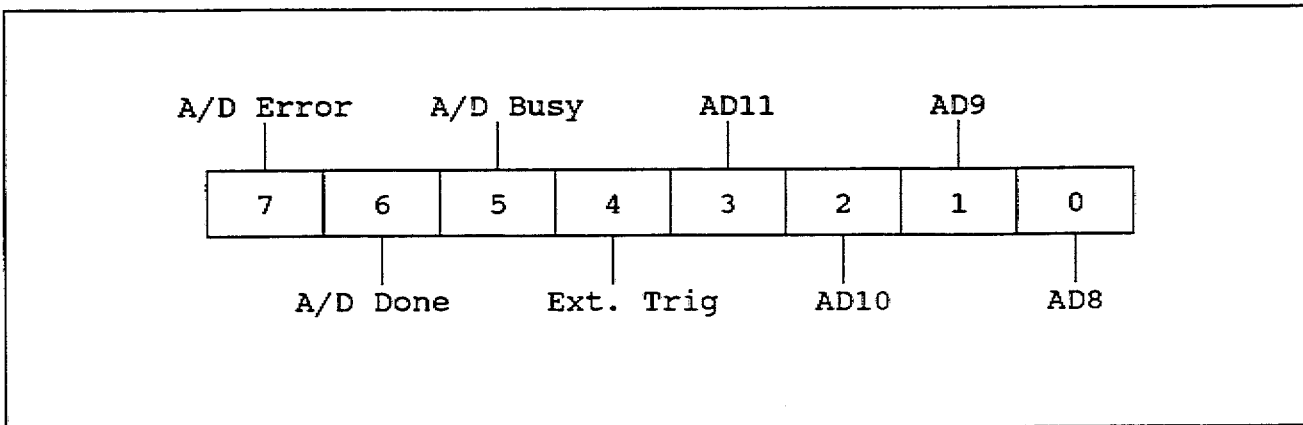 A/D Error A/D Busy AD11 AD9
7 6 5 4 3 2 1 0
A/D Done Ext. Trig AD10 AD8